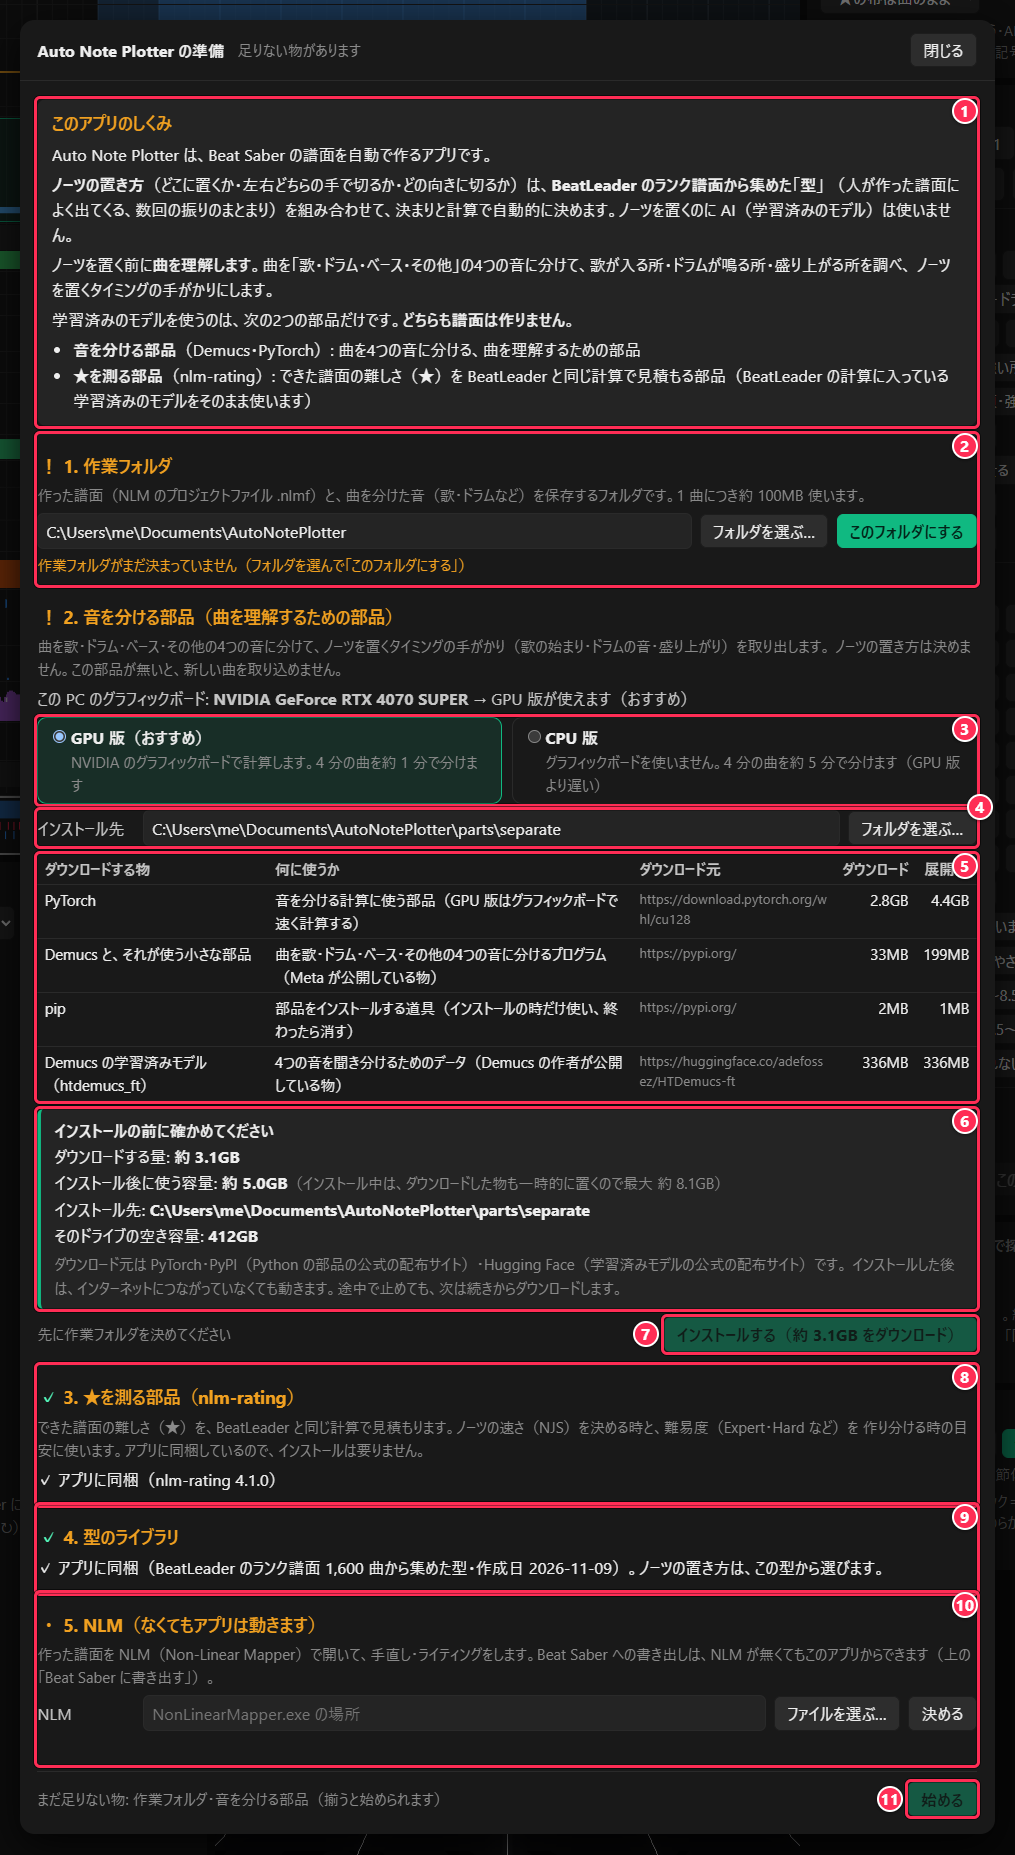 Auto Note Plotter の準備 足りない物があります 閉じる
1
このアプリのしくみ
Auto Note Plotter は、Beat Saber の譜面を自動で作るアプリです。
ノーツの置き方（どこに置くか・左右どちらの手で切るか・どの向きに切るか）は、BeatLeader のランク譜面から集めた「型」（人が作った譜面に
よく出てくる、数回の振りのまとまり）を組み合わせて、決まりと計算で自動的に決めます。ノーツを置くのに AI（学習済みのモデル）は使いませ
ん。
ノーツを置く前に曲を理解します。曲を「歌・ドラム・ベース・その他」の4つの音に分けて、歌が入る所・ドラムが鳴る所・盛り上がる所を調べ、ノーツ
を置くタイミングの手がかりにします。
学習済みのモデルを使うのは、次の2つの部品だけです。どちらも譜面は作りません。
• 音を分ける部品（Demucs・PyTorch）: 曲を4つの音に分ける、曲を理解するための部品
• ★を測る部品（nlm-rating）: できた譜面の難しさ（★）を BeatLeader と同じ計算で見積もる部品（BeatLeader の計算に入っている
学習済みのモデルをそのまま使います）
2
! 1. 作業フォルダ
作った譜面（NLM のプロジェクトファイル .nlmf）と、曲を分けた音（歌・ドラムなど）を保存するフォルダです。1 曲につき約 100MB 使います。
C:\Users\me\Documents\AutoNotePlotter フォルダを選ぶ... このフォルダにする
作業フォルダがまだ決まっていません（フォルダを選んで「このフォルダにする」）
! 2. 音を分ける部品（曲を理解するための部品）
曲を歌・ドラム・ベース・その他の4つの音に分けて、ノーツを置くタイミングの手がかり（歌の始まり・ドラムの音・盛り上がり）を取り出します。ノーツの置き方は決めま
せん。この部品が無いと、新しい曲を取り込めません。
この PC のグラフィックボード: NVIDIA GeForce RTX 4070 SUPER → GPU 版が使えます（おすすめ）
3
GPU 版（おすすめ） CPU 版
NVIDIA のグラフィックボードで計算します。4 分の曲を約 1 分で分けま グラフィックボードを使いません。4 分の曲を約 5 分で分けます（GPU 版
す より遅い）
4
インストール先 C:\Users\me\Documents\AutoNotePlotter\parts\separate フォルダを選ぶ...
5
ダウンロードする物 何に使うか ダウンロード元 ダウンロード 展開
PyTorch 音を分ける計算に使う部品（GPU 版はグラフィックボードで https://download.pytorch.org/w 2.8GB 4.4GB
速く計算する） hl/cu128
Demucs と、それが使う小さな部品 曲を歌・ドラム・ベース・その他の4つの音に分けるプログラム https://pypi.org/ 33MB 199MB
（Meta が公開している物）
pip 部品をインストールする道具（インストールの時だけ使い、終 https://pypi.org/ 2MB 1MB
わったら消す）
Demucs の学習済みモデル 4つの音を聞き分けるためのデータ（Demucs の作者が公開 https://huggingface.co/adefoss 336MB 336MB
（htdemucs_ft） している物） ez/HTDemucs-ft
6
インストールの前に確かめてください
ダウンロードする量: 約 3.1GB
インストール後に使う容量: 約 5.0GB（インストール中は、ダウンロードした物も一時的に置くので最大 約 8.1GB）
インストール先: C:\Users\me\Documents\AutoNotePlotter\parts\separate
そのドライブの空き容量: 412GB
ダウンロード元は PyTorch・PyPI（Python の部品の公式の配布サイト）・Hugging Face（学習済みモデルの公式の配布サイト）です。インストールした後
は、インターネットにつながっていなくても動きます。途中で止めても、次は続きからダウンロードします。
先に作業フォルダを決めてください 7 インストールする（約 3.1GB をダウンロード）
8
✓ 3. ★を測る部品（nlm-rating）
できた譜面の難しさ（★）を、BeatLeader と同じ計算で見積もります。ノーツの速さ（NJS）を決める時と、難易度（Expert・Hard など）を 作り分ける時の目
安に使います。アプリに同梱しているので、インストールは要りません。
✓ アプリに同梱（nlm-rating 4.1.0）
9
✓ 4. 型のライブラリ
✓ アプリに同梱（BeatLeader のランク譜面 1,600 曲から集めた型・作成日 2026-11-09）。ノーツの置き方は、この型から選びます。
10
・ 5. NLM（なくてもアプリは動きます）
作った譜面を NLM（Non-Linear Mapper）で開いて、手直し・ライティングをします。Beat Saber への書き出しは、NLM が無くてもこのアプリからできます（上の
「Beat Saber に書き出す」）。
NLM NonLinearMapper.exe の場所 ファイルを選ぶ... 決める
まだ足りない物: 作業フォルダ・音を分ける部品（揃うと始められます） 11 始める